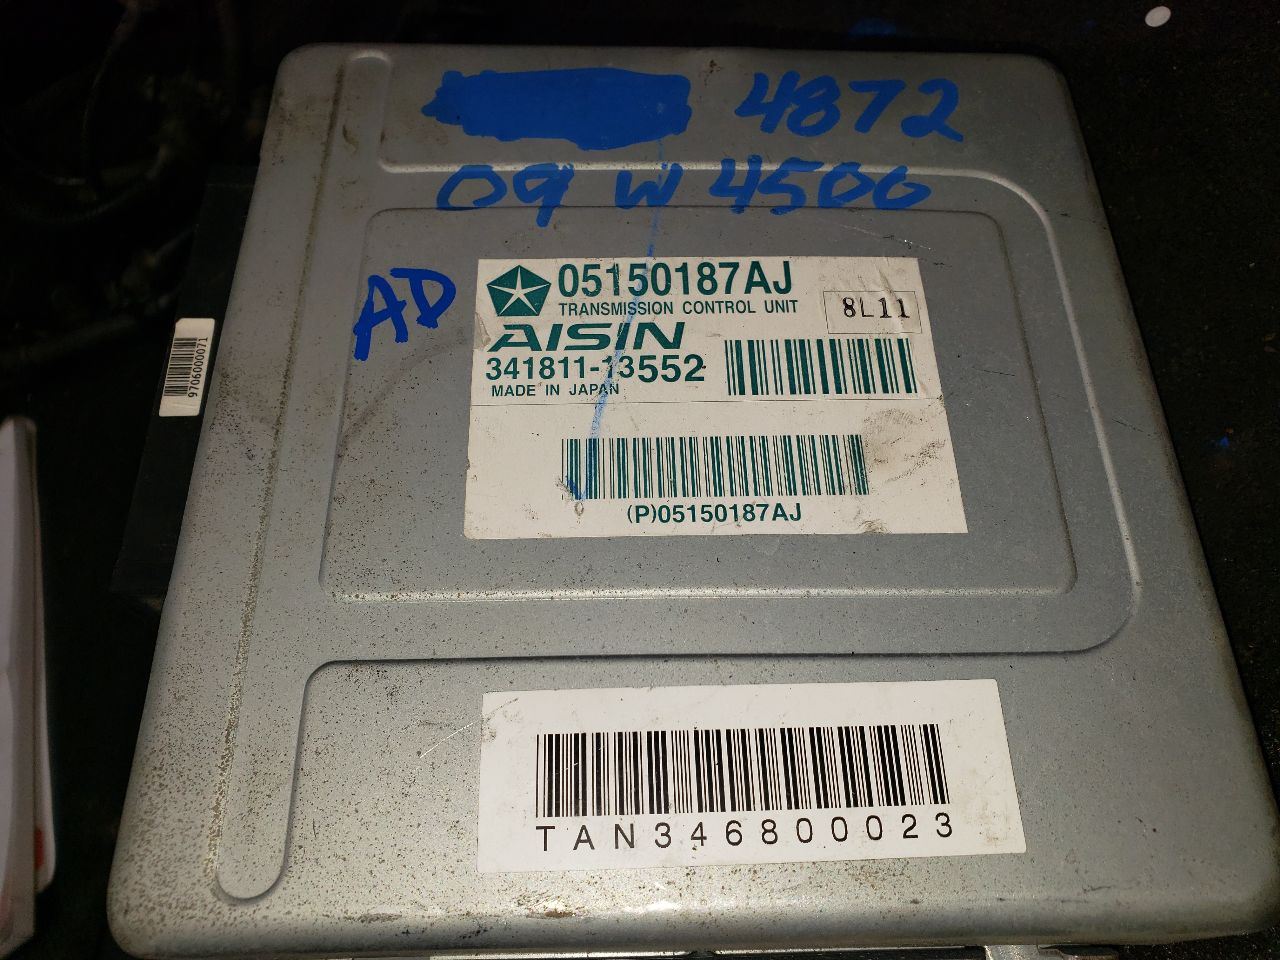 4872
09 W 4500
AD
05150187AJ
TRANSMISSION CONTROL UNIT
8L11
AISIN
341811-13552
MADE IN JAPAN
(P)05150187AJ
9706000071
TAN346800023